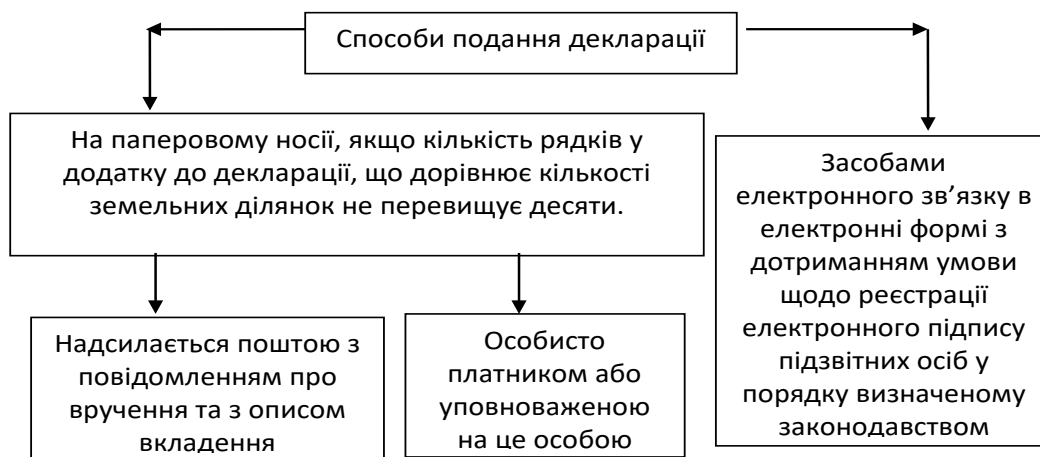 Способи подання декларації
На паперовому носії, якщо кількість рядків у
додатку до декларації, що дорівнює кількості
земельних ділянок не перевищує десяти.
Засобами
електронного зв’язку в
електронні формі з
дотриманням умови
щодо реєстрації
електронного підпису
підзвітних осіб у
порядку визначеному
законодавством
Надсилається поштою з
повідомленням про
вручення та з описом
вкладення
Особисто
платником або
уповноваженою
на це особою